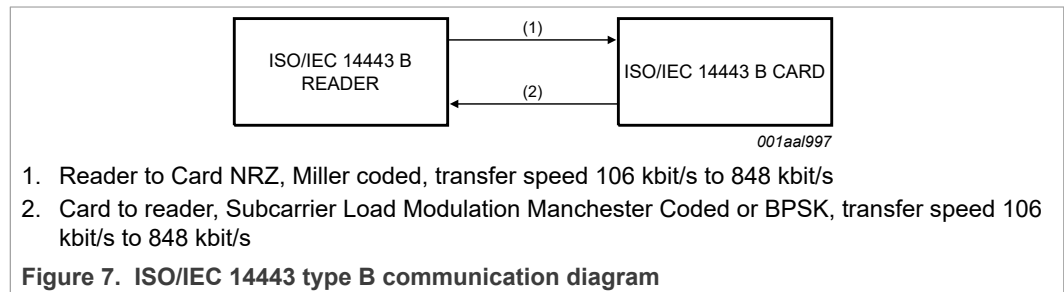 (1)
ISO/IEC 14443 B
READER
ISO/IEC 14443 B CARD
(2)
001aal997
1. Reader to Card NRZ, Miller coded, transfer speed 106 kbit/s to 848 kbit/s
2. Card to reader, Subcarrier Load Modulation Manchester Coded or BPSK, transfer speed 106
kbit/s to 848 kbit/s
Figure 7. ISO/IEC 14443 type B communication diagram